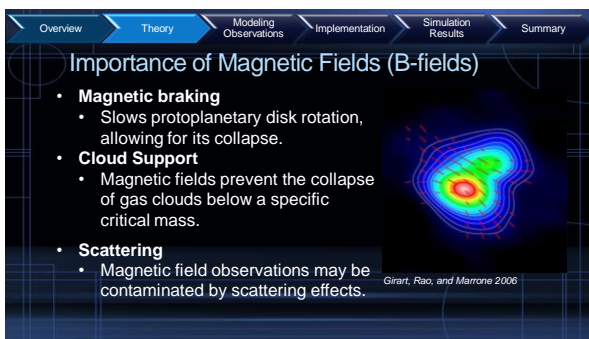 Overview
Theory
Modeling
Observations
Implementation
Simulation
Results
Summary
Importance of Magnetic Fields (B-fields)
• Magnetic braking
• Slows protoplanetary disk rotation,
allowing for its collapse.
• Cloud Support
• Magnetic fields prevent the collapse
of gas clouds below a specific
critical mass.
• Scattering
• Magnetic field observations may be
contaminated by scattering effects.
Girart, Rao, and Marrone 2006